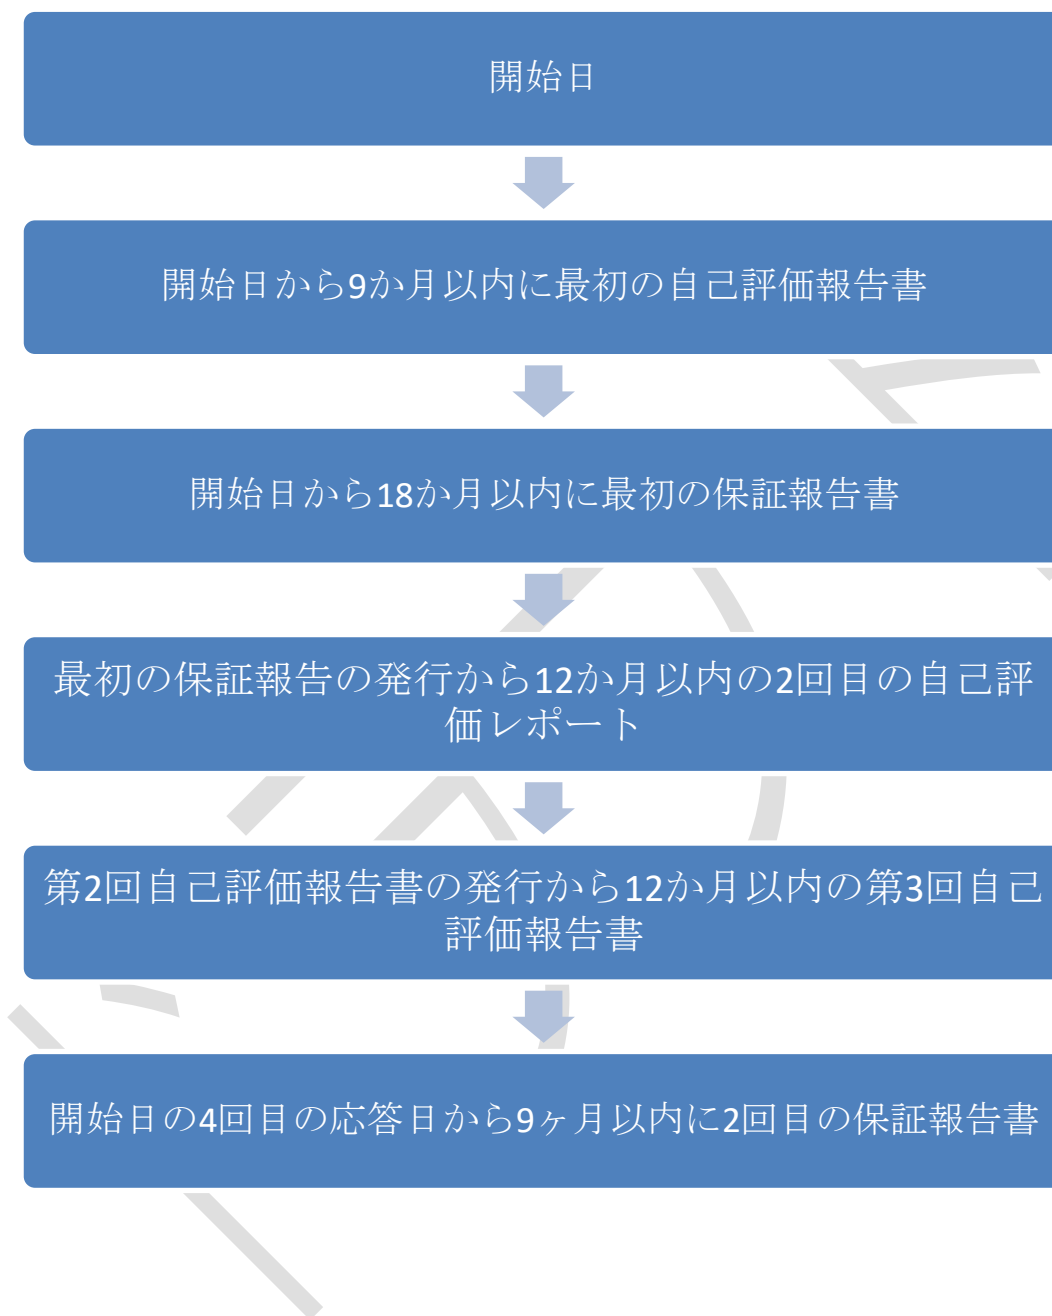 開始日
開始日から9か月以内に最初の自己評価報告書
開始日から18か月以内に最初の保証報告書
最初の保証報告の発行から12か月以内の2回目の自己評
価レポート
第2回自己評価報告書の発行から12か月以内の第3回自己
評価報告書
開始日の4回目の応答日から9ヶ月以内に2回目の保証報告書